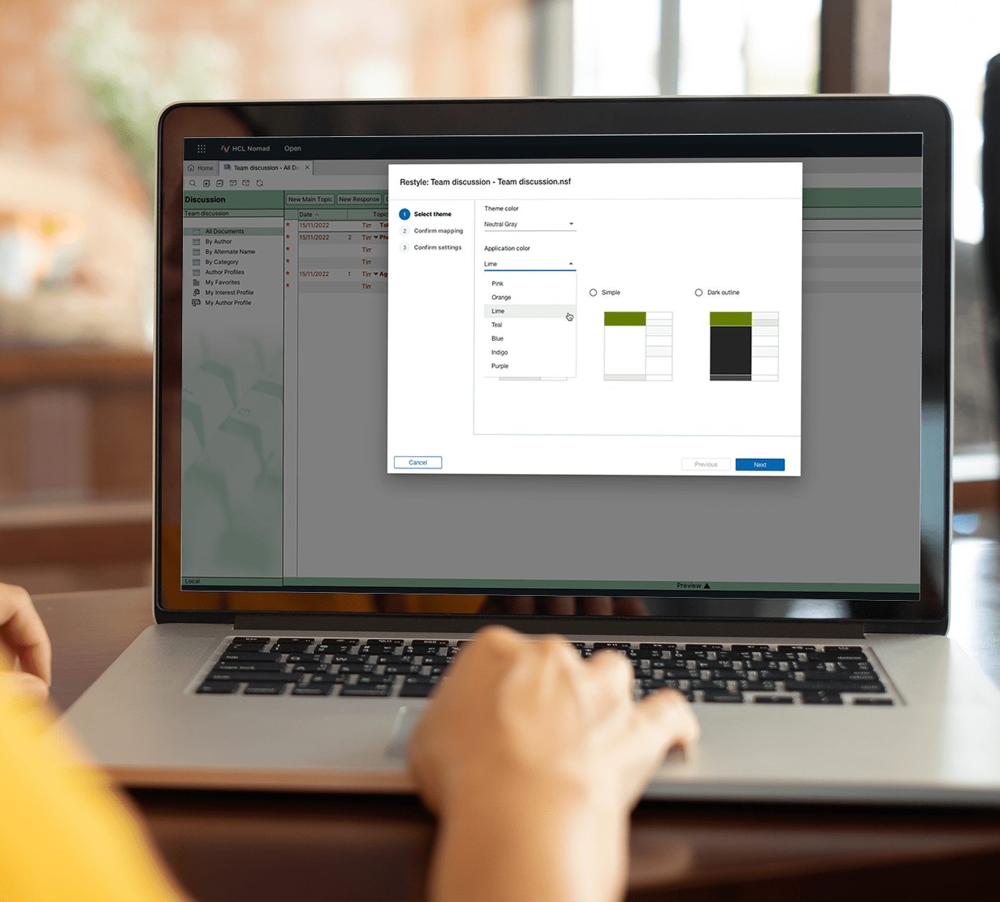 HCL Nomad Open
Home Team discussion - All Do
Discussion
Team discussion
All Documents
By Author
By Alternate Name
By Category
Author Profiles
My Favorites
My Interest Profile
My Author Profile
Local
New Main Topic New Response
Date Topic
15/11/2022 Tim
15/11/2022 2 Tim
Tim
Tim
15/11/2022 1 Tim
Tim
Preview
Restyle: Team discussion - Team discussion.nsf
1 Select theme
2 Confirm mapping
3 Confirm settings
Theme color
Neutral Gray
Application color
Lime
Pink
Orange
Lime
Teal
Blue
Indigo
Purple
Simple
Dark outline
Cancel
Previous
Next